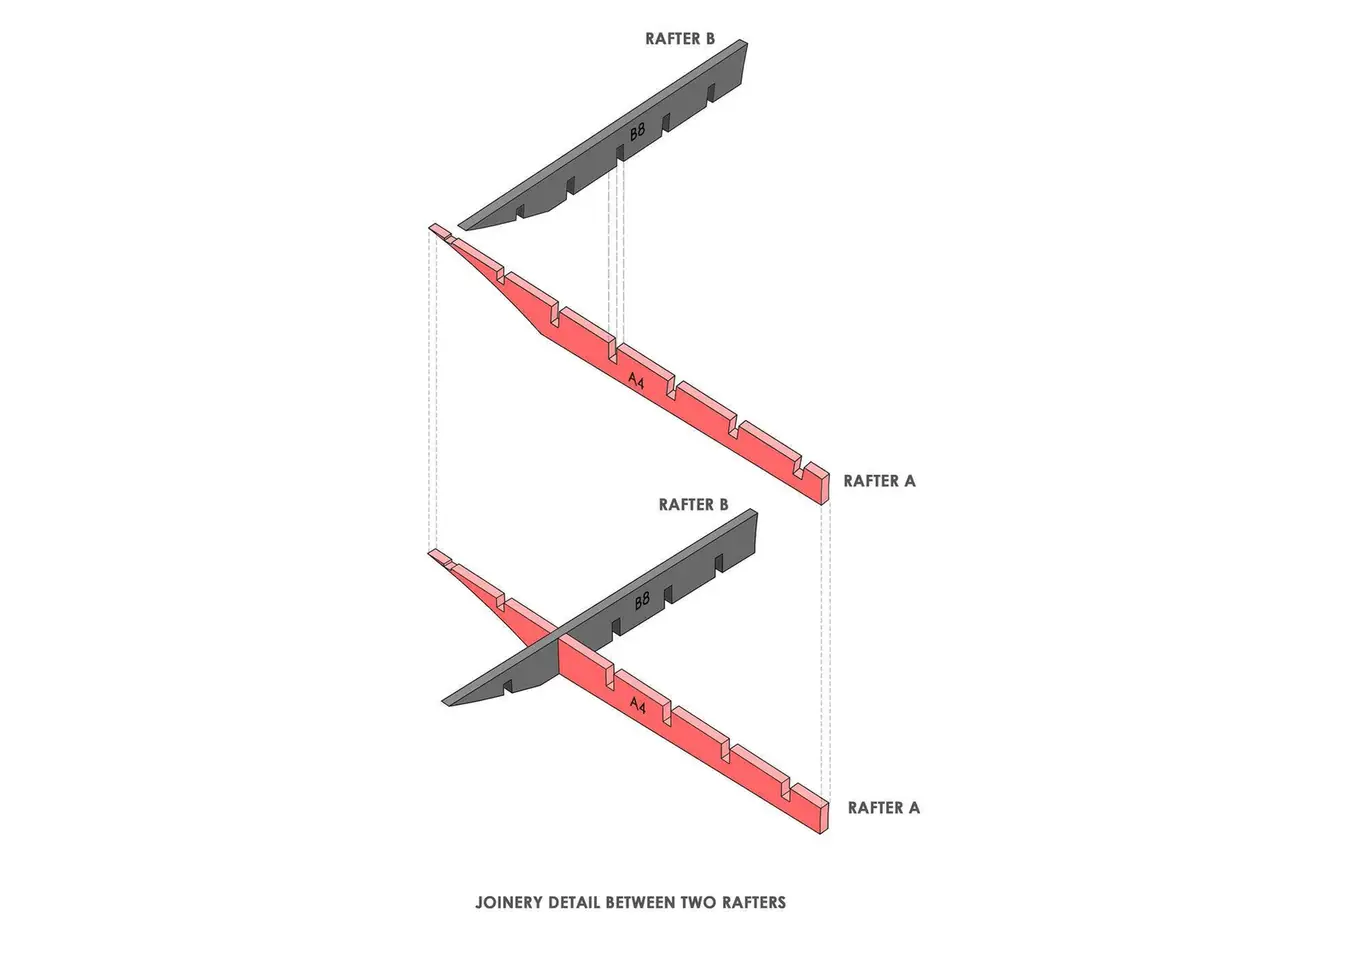 RAFTER B
B8
A4
RAFTER A
RAFTER B
B8
A4
RAFTER A
JOINERY DETAIL BETWEEN TWO RAFTERS